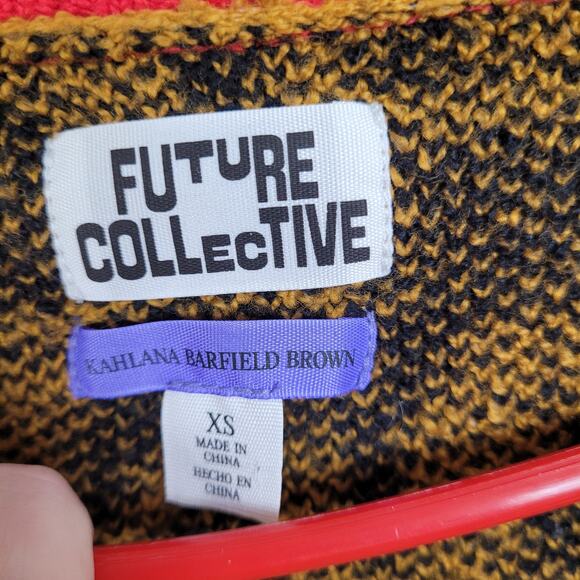 FUTURE
COLLECTIVE
KAHLANA BARFIELD BROWN
XS
MADE IN
CHINA
HECHO EN
CHINA